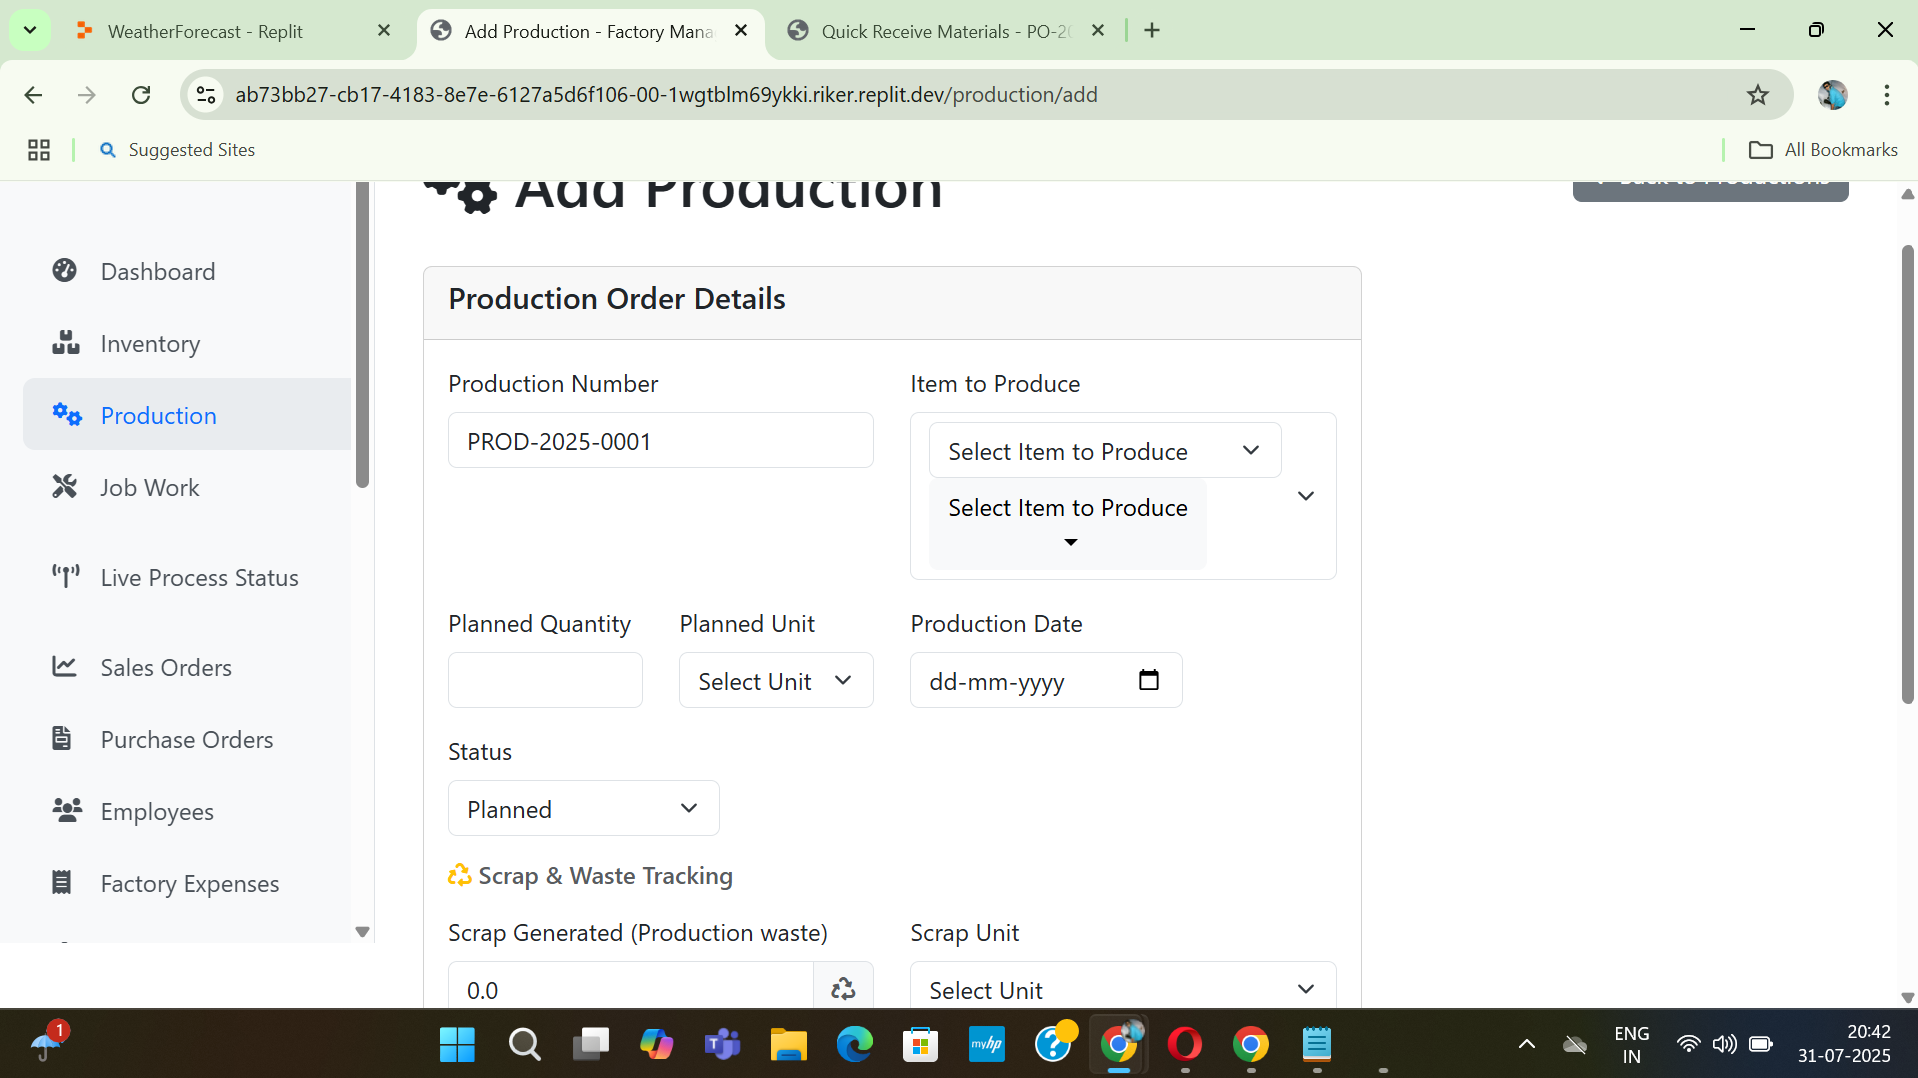 WeatherForecast - Replit
Add Production - Factory Mana
Quick Receive Materials - PO-20
ab73bb27-cb17-4183-8e7e-6127a5d6f106-00-1wgtblm69ykki.riker.replit.dev/production/add
Suggested Sites
All Bookmarks
Add Production
Back to Productions
Dashboard
Inventory
Production
Job Work
Live Process Status
Sales Orders
Purchase Orders
Employees
Factory Expenses
Production Order Details
Production Number
Item to Produce
PROD-2025-0001
Select Item to Produce
Select Item to Produce
Planned Quantity
Planned Unit
Production Date
Select Unit
dd-mm-yyyy
Status
Planned
Scrap & Waste Tracking
Scrap Generated (Production waste)
Scrap Unit
0.0
Select Unit
1
myhp
ENG
IN
20:42
31-07-2025